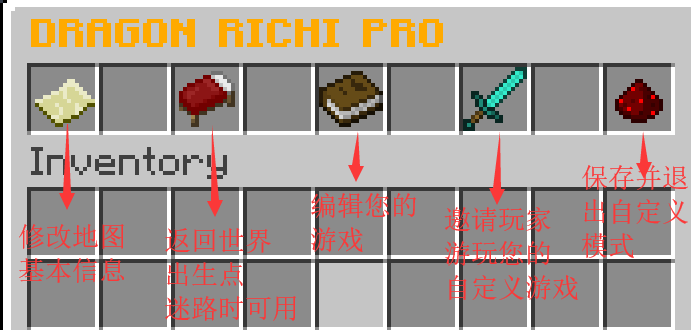 DRAGON RICHI PRO
Inventory
修改地图
基本信息
返回世界
出生点
迷路时可用
编辑您的
游戏
邀请玩家
游玩您的
自定义游戏
保存并退
出自定义
模式